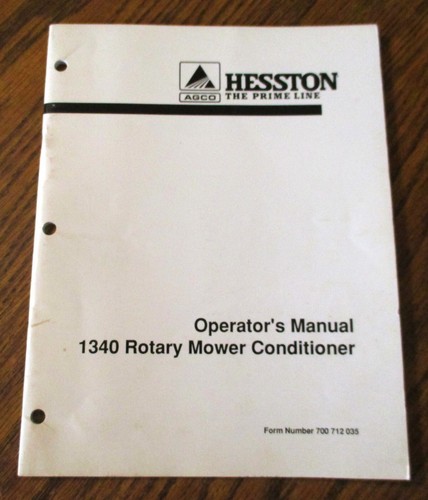 HESSTON
AGCO THE PRIME LINE
Operator's Manual
1340 Rotary Mower Conditioner
Form Number 700 712 035